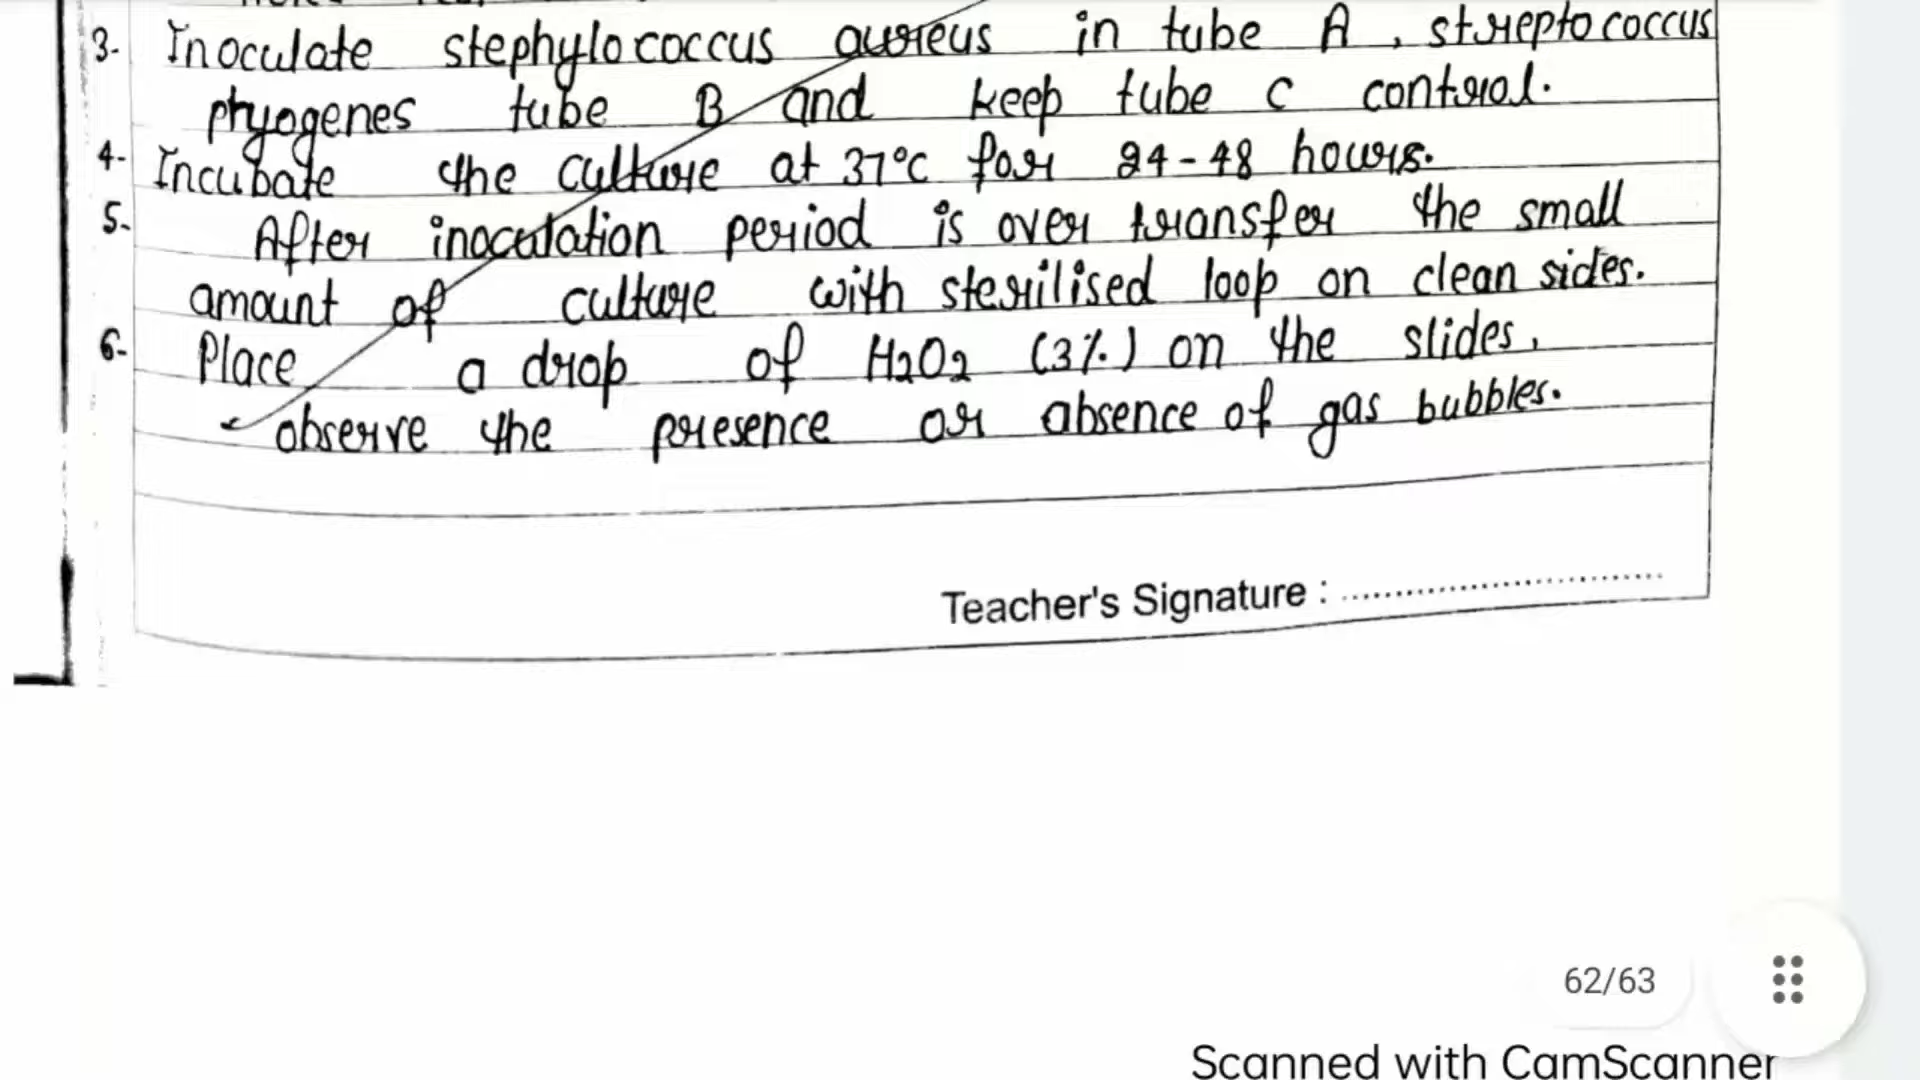 3- Inoculate stephylococcus auoreus in tube A , streptococcus
phyogenes tube B and keep tube C control.
4- Incubate the culture at 37°C for 24-48 hours.
5- After inoculation period is over transfer the small
amount of culture with sterilised loop on clean sides.
6- Place a drop of H2O2 (3%) on the slides,
observe the presence or absence of gas bubbles.
Teacher's Signature : ..............................
62/63
Scanned with CamScanner